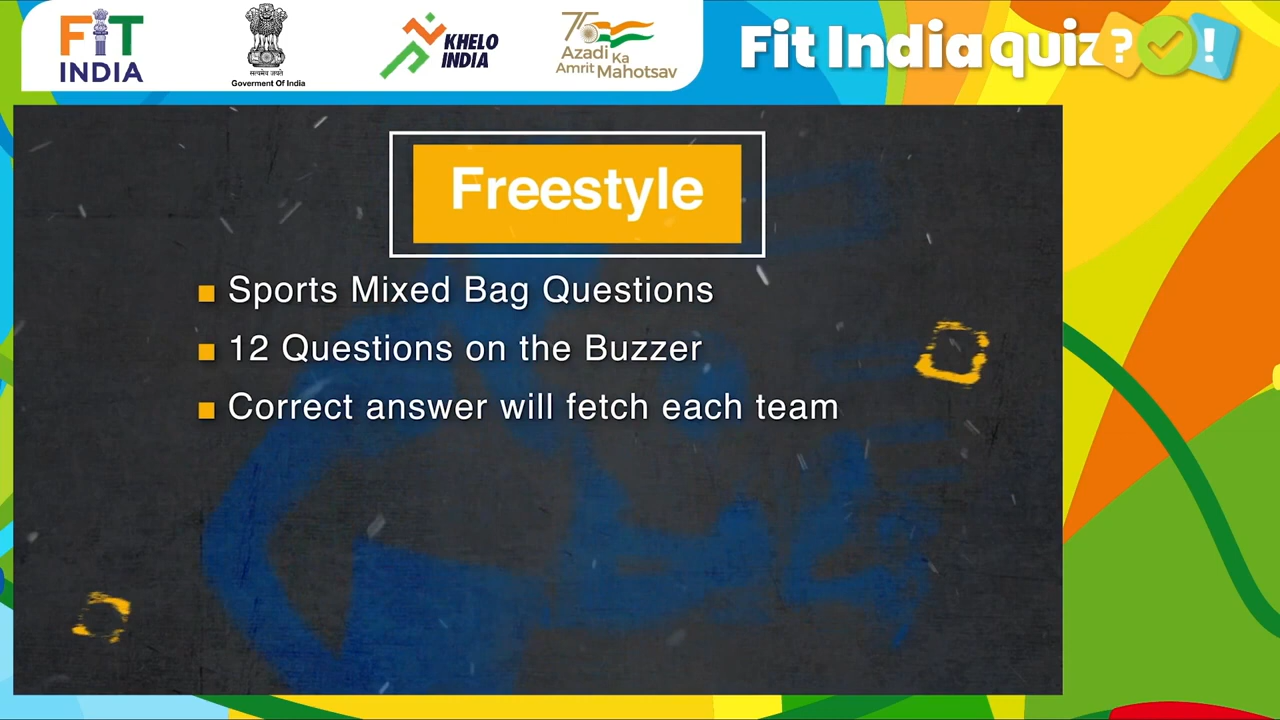 FIT
INDIA
सत्यमेव जयते
Goverment Of India
KHELO
INDIA
75
Azadi Ka
Amrit Mahotsav
Fit India quiz?!
Freestyle
Sports Mixed Bag Questions
12 Questions on the Buzzer
Correct answer will fetch each team